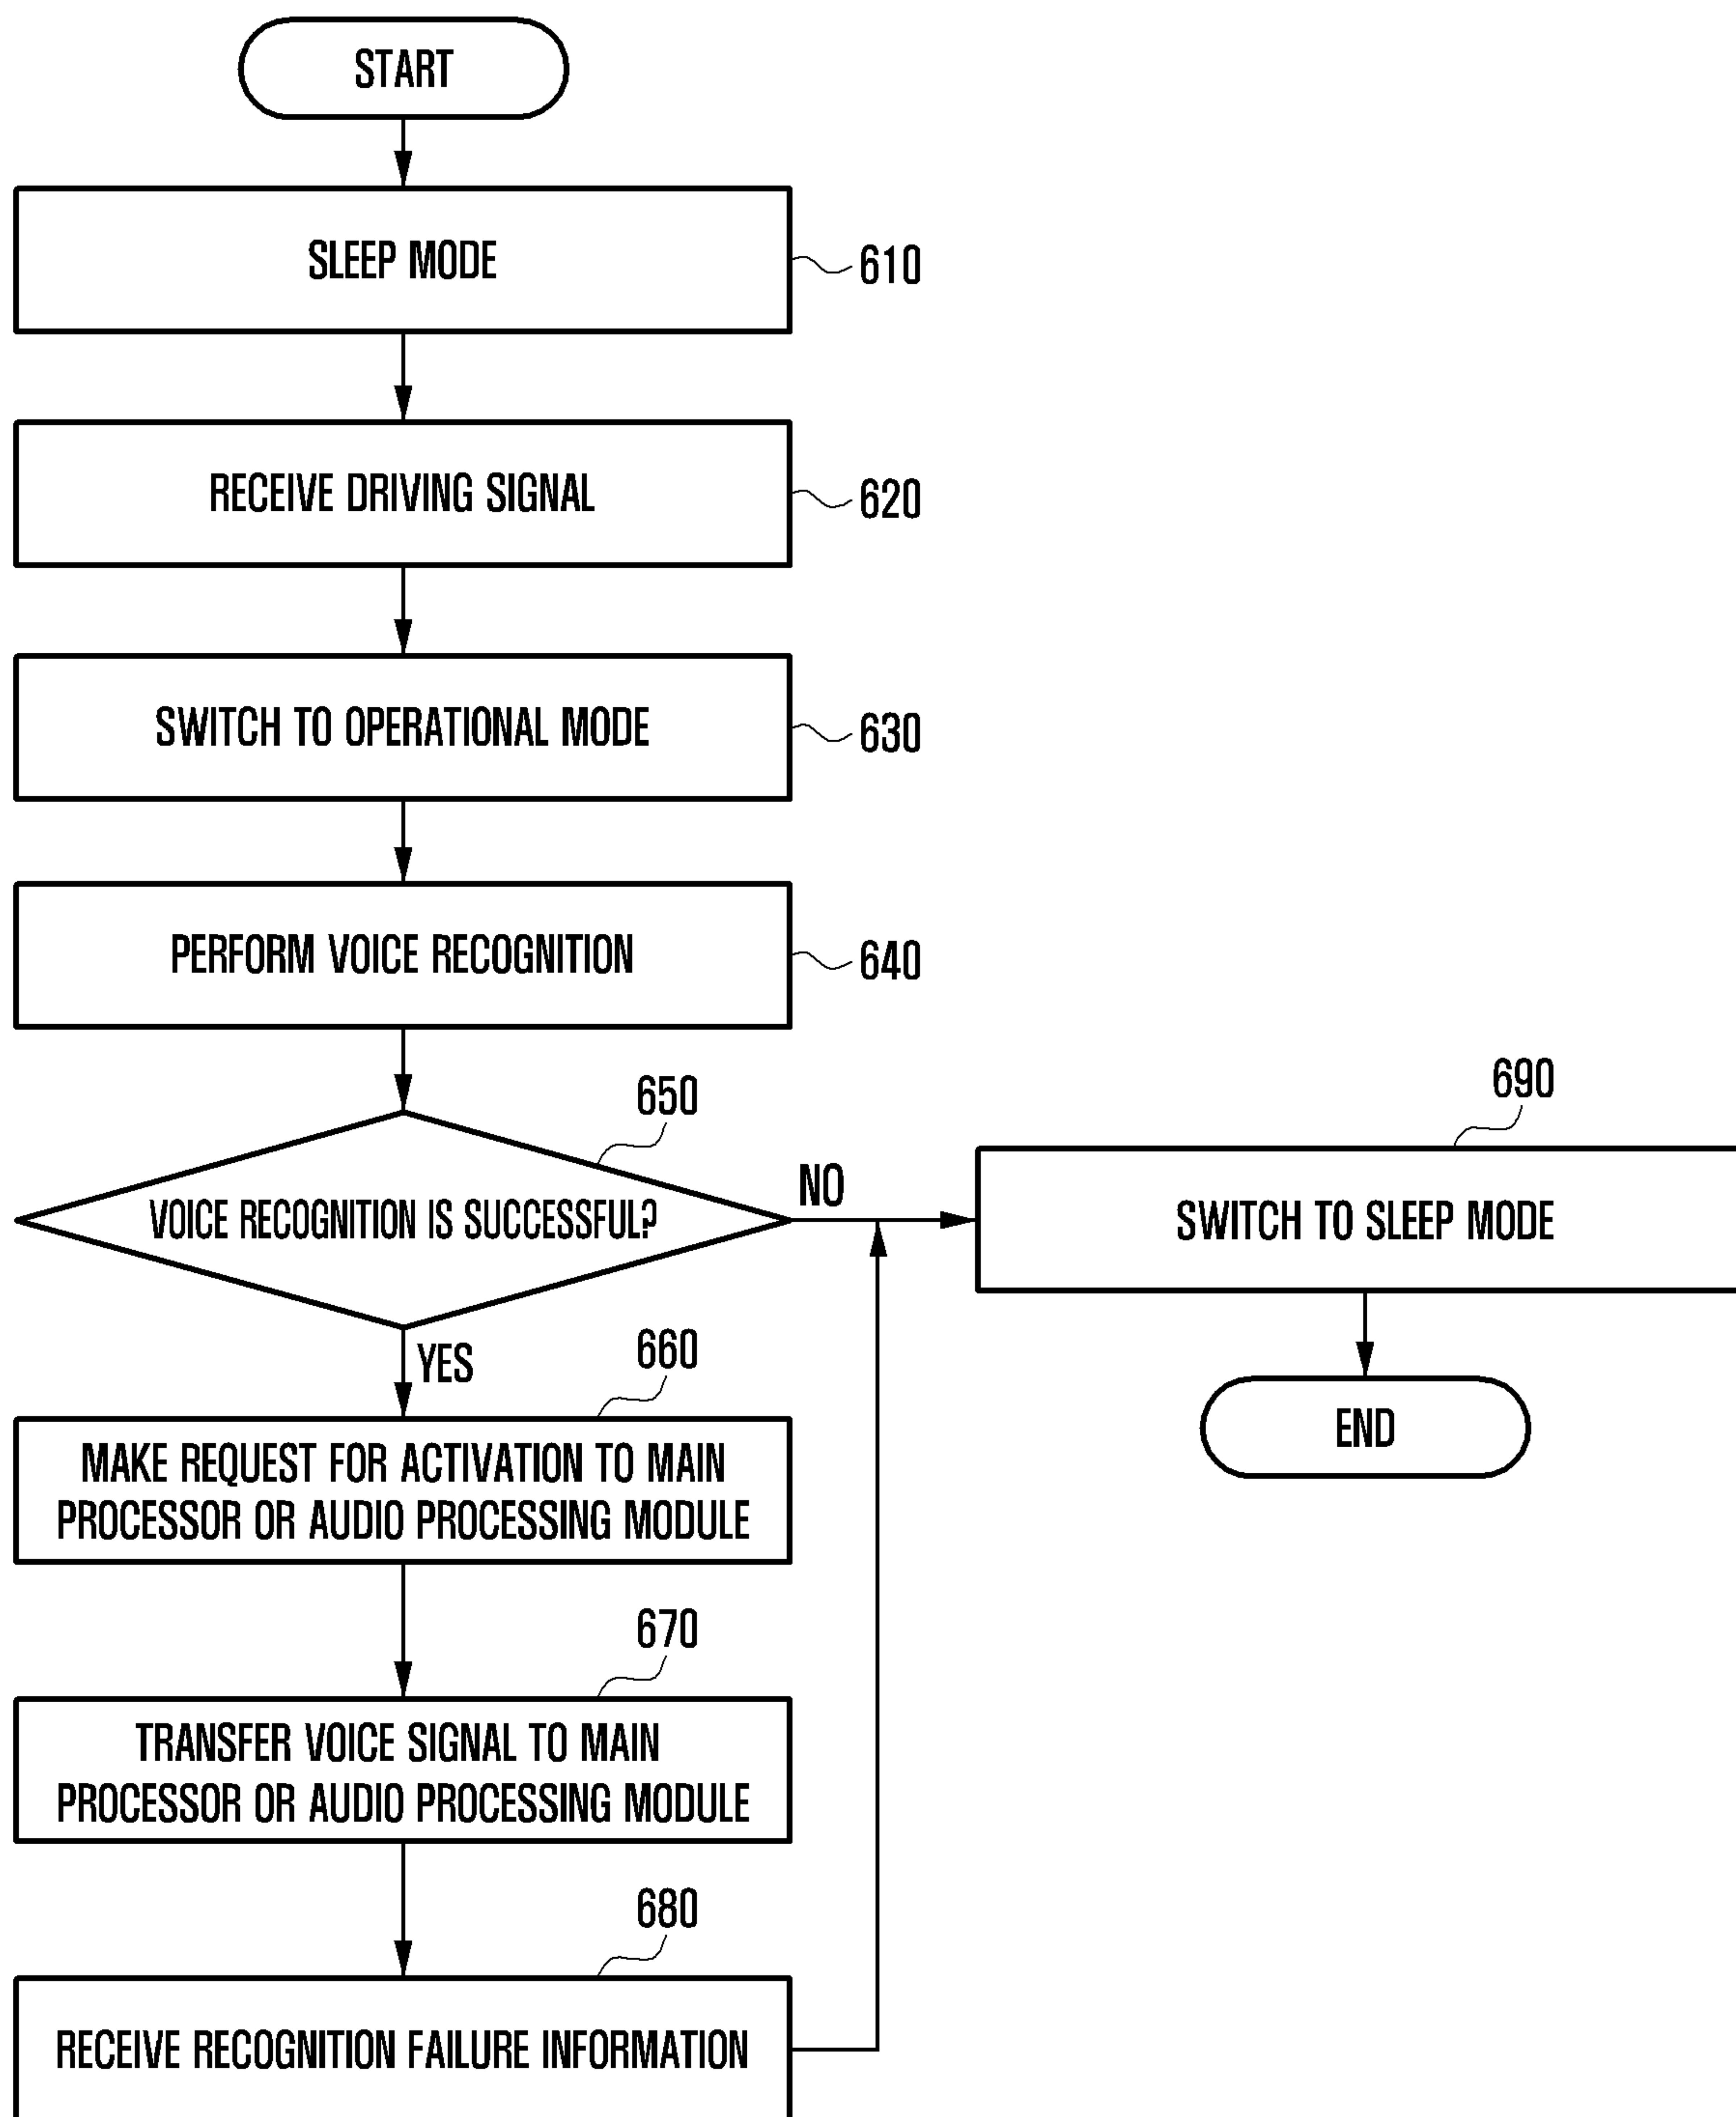 START
SLEEP MODE
610
RECEIVE DRIVING SIGNAL
620
SWITCH TO OPERATIONAL MODE
630
PERFORM VOICE RECOGNITION
640
650
VOICE RECOGNITION IS SUCCESSFUL?
NO
690
SWITCH TO SLEEP MODE
END
YES
660
MAKE REQUEST FOR ACTIVATION TO MAIN
PROCESSOR OR AUDIO PROCESSING MODULE
670
TRANSFER VOICE SIGNAL TO MAIN
PROCESSOR OR AUDIO PROCESSING MODULE
680
RECEIVE RECOGNITION FAILURE INFORMATION